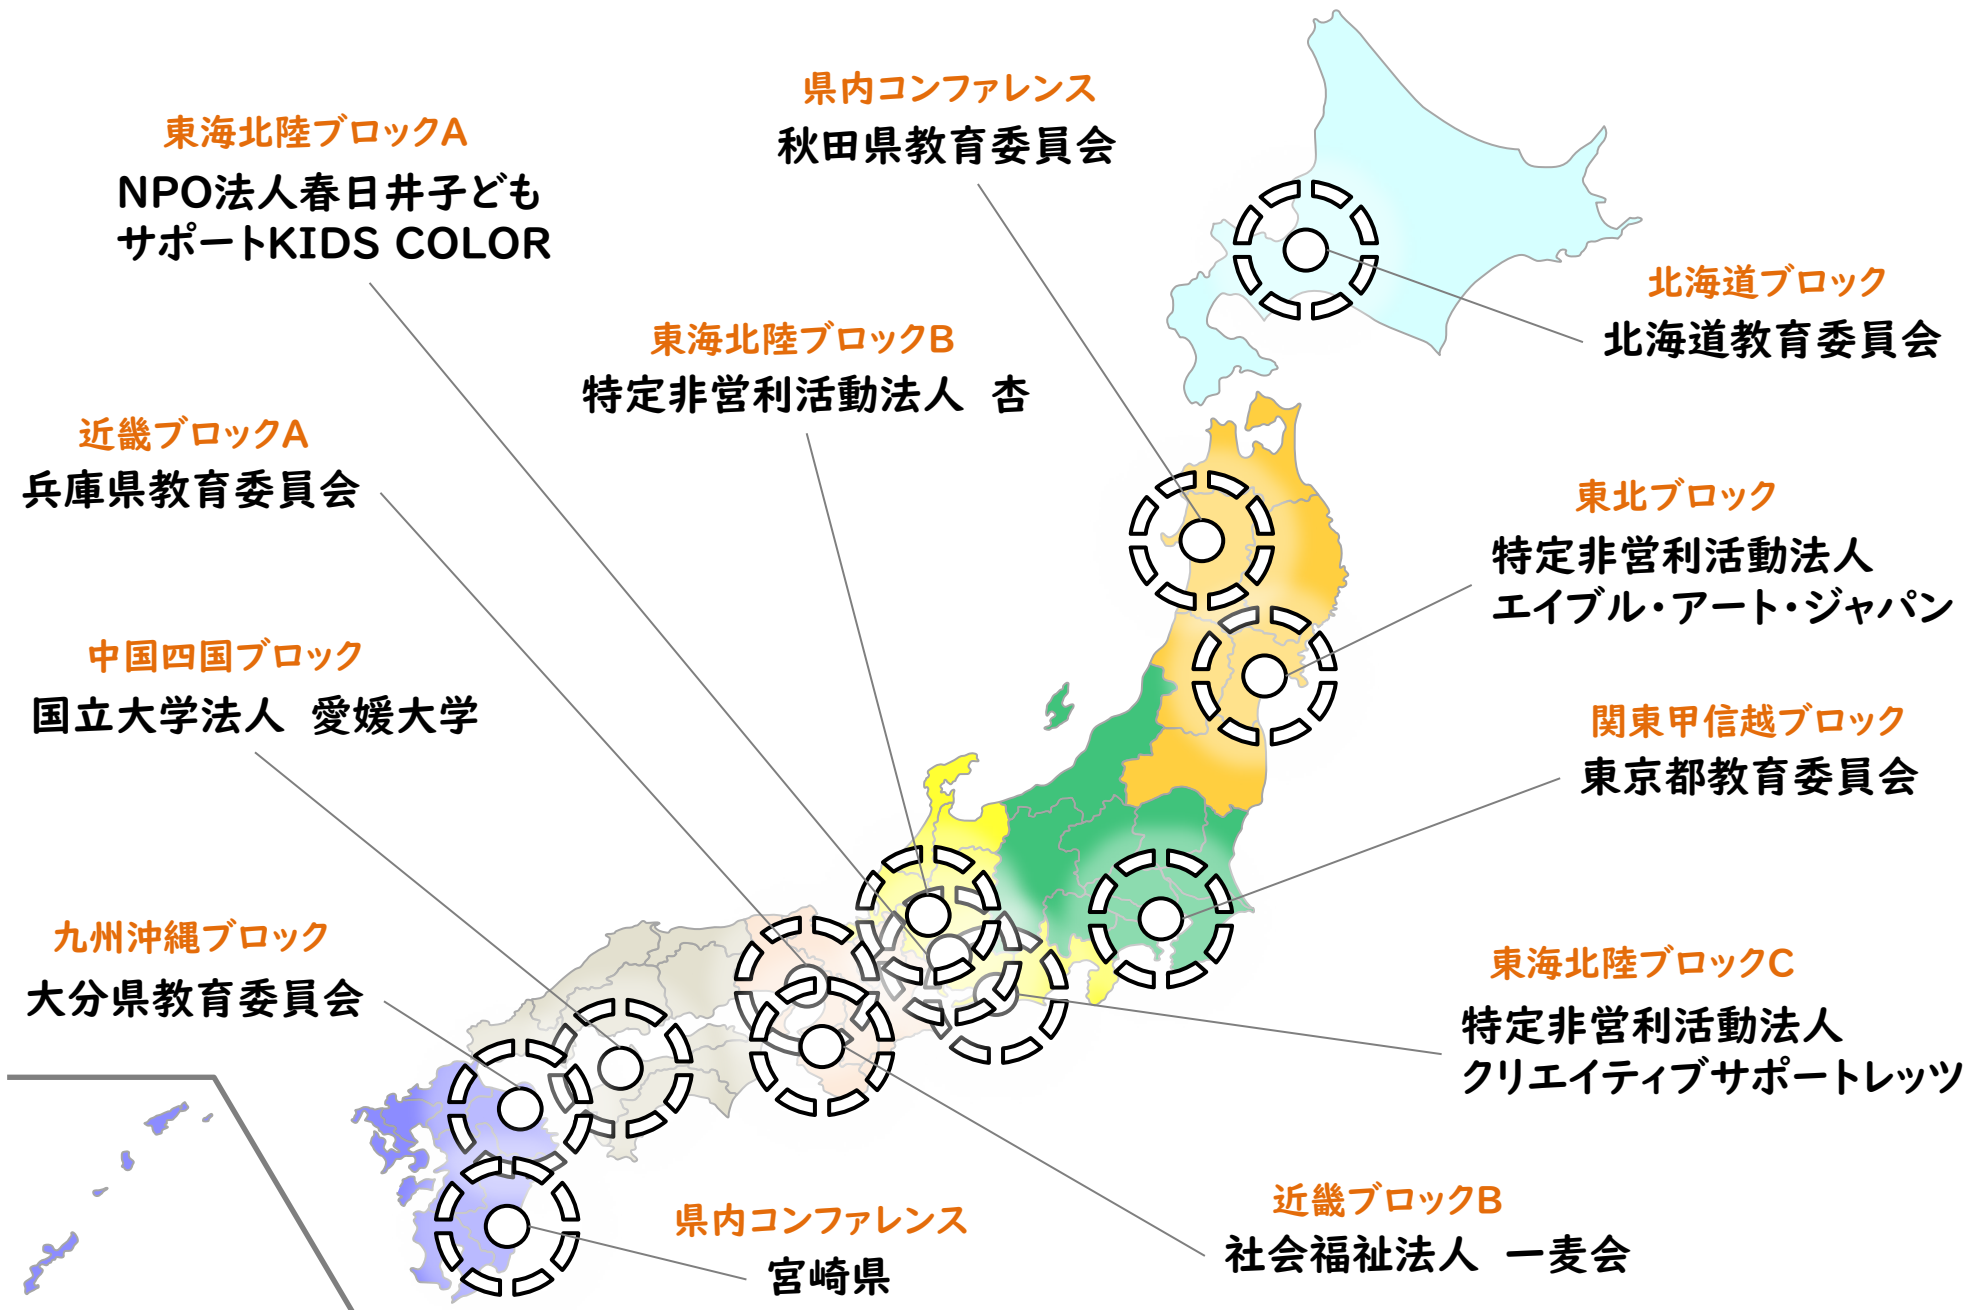 県内コンファレンス
秋田県教育委員会
東海北陸ブロックA
NPO法人春日井子ども
サポートKIDS COLOR
北海道ブロック
北海道教育委員会
東海北陸ブロックB
特定非営利活動法人 杏
近畿ブロックA
兵庫県教育委員会
東北ブロック
特定非営利活動法人
エイブル・アート・ジャパン
中国四国ブロック
国立大学法人 愛媛大学
関東甲信越ブロック
東京都教育委員会
九州沖縄ブロック
大分県教育委員会
東海北陸ブロックC
特定非営利活動法人
クリエイティブサポートレッツ
近畿ブロックB
社会福祉法人 一麦会
県内コンファレンス
宮崎県